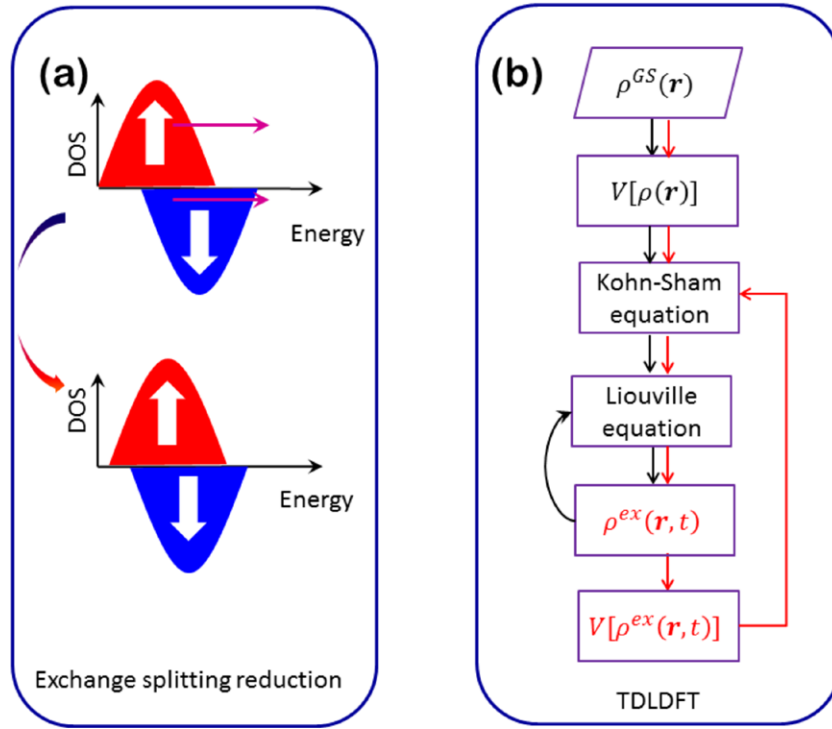 (a)
DOS
Energy
DOS
Energy
Exchange splitting reduction
(b)
ρ^{GS}(r)
V[ρ(r)]
Kohn-Sham
equation
Liouville
equation
ρ^{ex}(r, t)
V[ρ^{ex}(r, t)]
TDLDFT